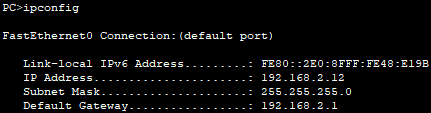 PC>ipconfig
FastEthernet0 Connection:(default port)
Link-local IPv6 Address.........: FE80::2E0:8FFF:FE48:E19B
IP Address......................: 192.168.2.12
Subnet Mask.....................: 255.255.255.0
Default Gateway.................: 192.168.2.1